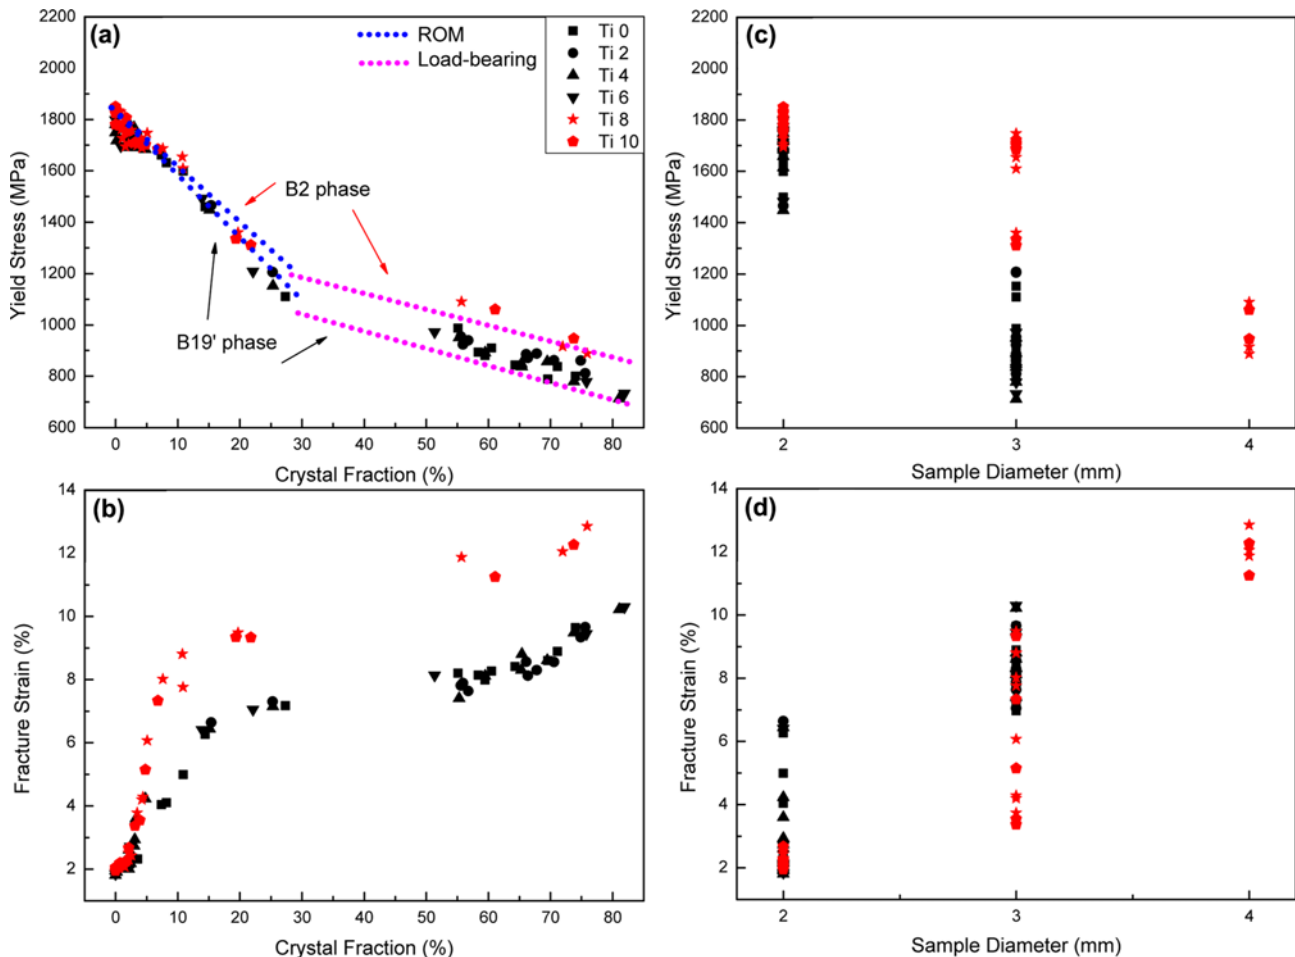 (a)
ROM
Load-bearing
Ti 0
Ti 2
Ti 4
Ti 6
Ti 8
Ti 10
B2 phase
B19' phase
2200
2000
1800
1600
1400
1200
1000
800
600
Yield Stress (MPa)
0 10 20 30 40 50 60 70 80
Crystal Fraction (%)
(c)
2200
2000
1800
1600
1400
1200
1000
800
600
Yield Stress (MPa)
2 3 4
Sample Diameter (mm)
(b)
14
12
10
8
6
4
2
Fracture Strain (%)
0 10 20 30 40 50 60 70 80
Crystal Fraction (%)
(d)
14
12
10
8
6
4
2
Fracture Strain (%)
2 3 4
Sample Diameter (mm)